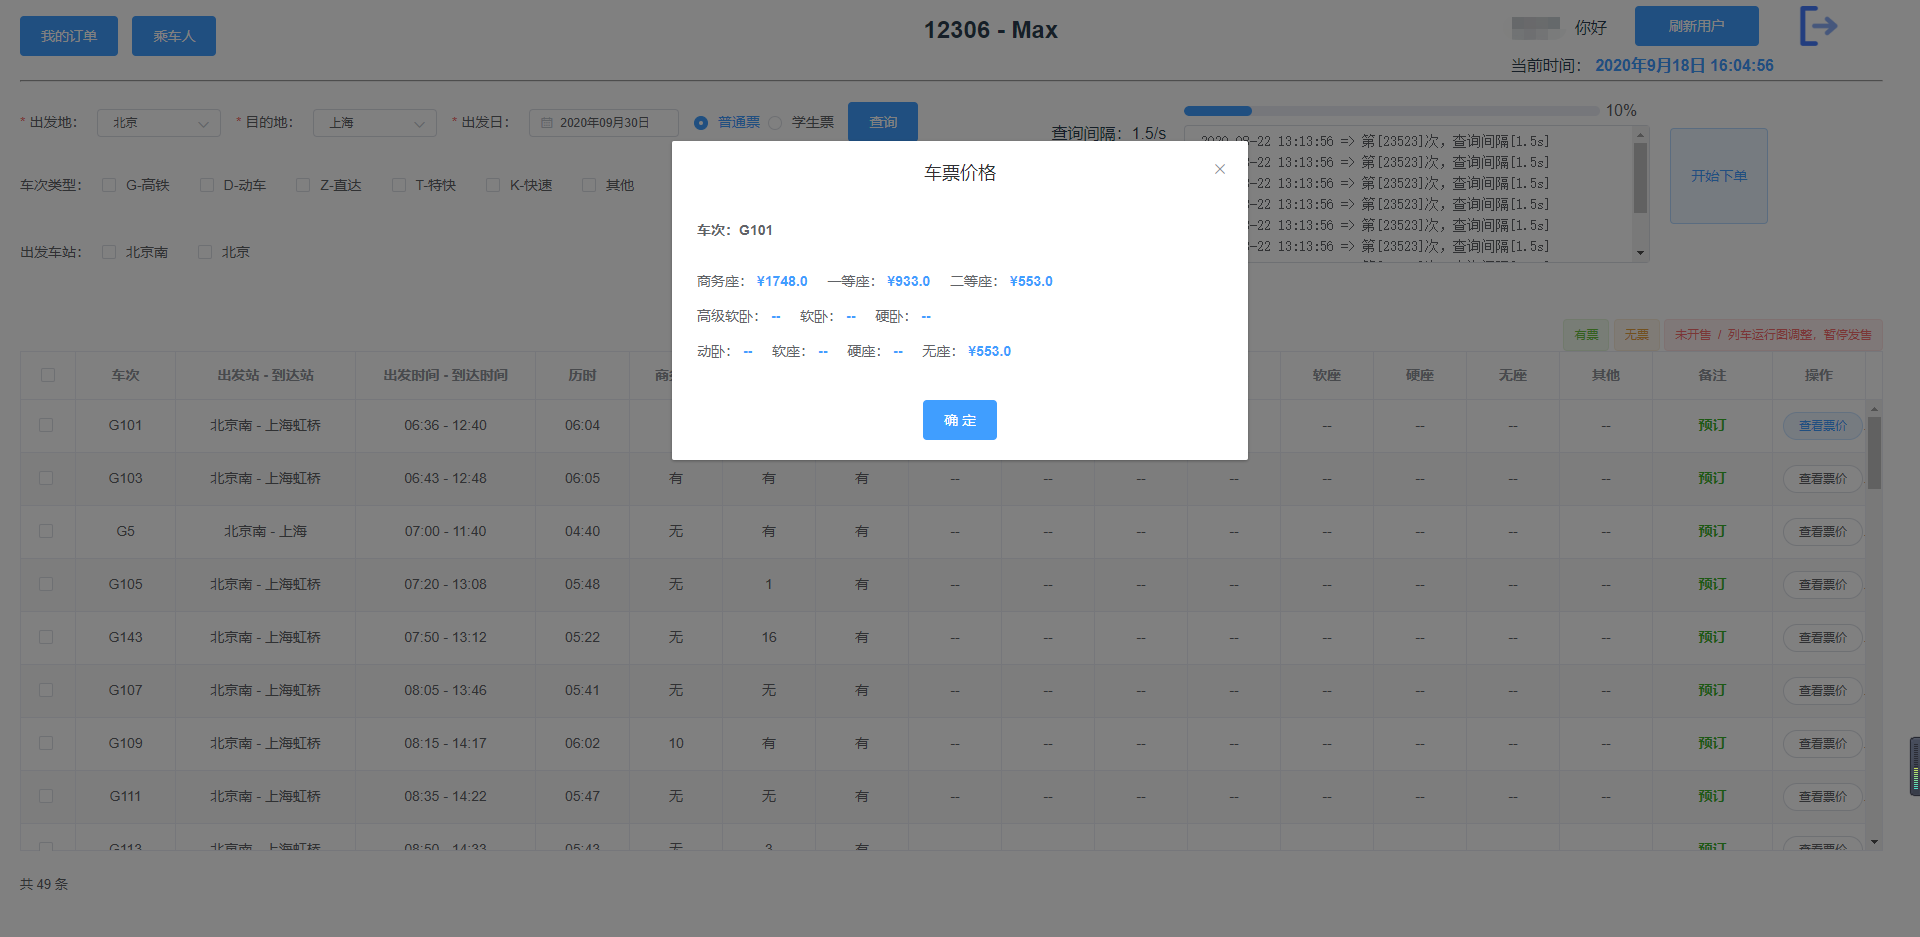 我的订单 乘车人 12306 - Max 你好 刷新用户
当前时间： 2020年9月18日 16:04:56
* 出发地： 北京 * 目的地： 上海 * 出发日： 2020年09月30日 普通票 学生票 查询
10%
查询间隔：1.5/s
-22 13:13:56 => 第[23523]次，查询间隔[1.5s]
-22 13:13:56 => 第[23523]次，查询间隔[1.5s]
-22 13:13:56 => 第[23523]次，查询间隔[1.5s]
-22 13:13:56 => 第[23523]次，查询间隔[1.5s]
-22 13:13:56 => 第[23523]次，查询间隔[1.5s]
-22 13:13:56 => 第[23523]次，查询间隔[1.5s]
开始下单
车次类型： G-高铁 D-动车 Z-直达 T-特快 K-快速 其他
出发车站： 北京南 北京
车票价格
车次：G101
商务座： ¥1748.0 一等座： ¥933.0 二等座： ¥553.0
高级软卧： -- 软卧： -- 硬卧： --
动卧： -- 软座： -- 硬座： -- 无座： ¥553.0
确 定
有票 无票 未开售 / 列车运行图调整，暂停发售
车次 出发站 - 到达站 出发时间 - 到达时间 历时 商 软座 硬座 无座 其他 备注 操作
G101 北京南 - 上海虹桥 06:36 - 12:40 06:04 -- -- -- -- 预订 查看票价
G103 北京南 - 上海虹桥 06:43 - 12:48 06:05 有 有 有 -- -- -- -- -- -- -- -- 预订 查看票价
G5 北京南 - 上海 07:00 - 11:40 04:40 无 有 有 -- -- -- -- -- -- -- -- 预订 查看票价
G105 北京南 - 上海虹桥 07:20 - 13:08 05:48 无 1 有 -- -- -- -- -- -- -- -- 预订 查看票价
G143 北京南 - 上海虹桥 07:50 - 13:12 05:22 无 16 有 -- -- -- -- -- -- -- -- 预订 查看票价
G107 北京南 - 上海虹桥 08:05 - 13:46 05:41 无 无 有 -- -- -- -- -- -- -- -- 预订 查看票价
G109 北京南 - 上海虹桥 08:15 - 14:17 06:02 10 有 有 -- -- -- -- -- -- -- -- 预订 查看票价
G111 北京南 - 上海虹桥 08:35 - 14:22 05:47 无 无 有 -- -- -- -- -- -- -- -- 预订 查看票价
G113 北京南 - 上海虹桥 08:50 - 14:33 05:43 无 3 有 预订 查看票价
共 49 条